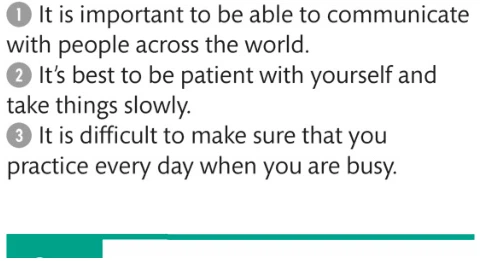 1 It is important to be able to communicate
with people across the world.
2 It’s best to be patient with yourself and
take things slowly.
3 It is difficult to make sure that you
practice every day when you are busy.